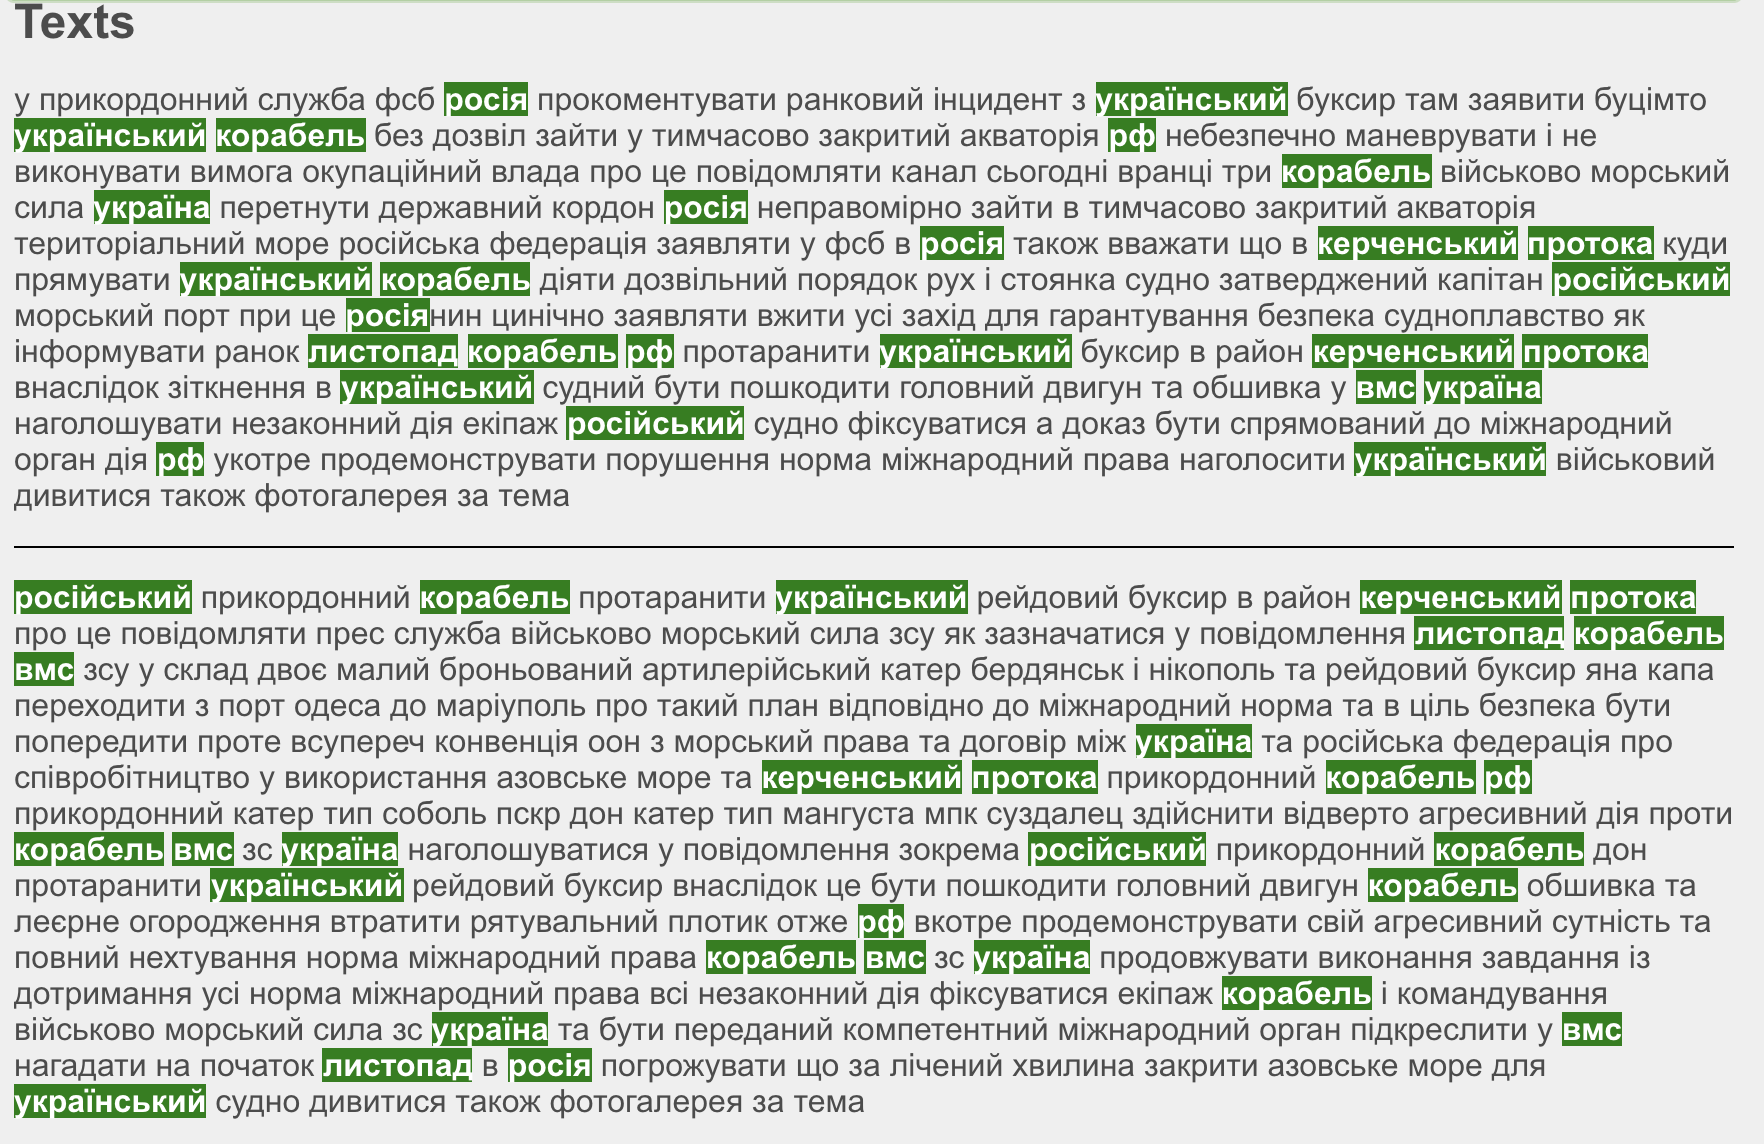 Texts
у прикордонний служба фсб росія прокоментувати ранковий інцидент з український буксир там заявити буцімто
український корабель без дозвіл зайти у тимчасово закритий акваторія рф небезпечно маневрувати і не
виконувати вимога окупаційний влада про це повідомляти канал сьогодні вранці три корабель військово морський
сила україна перетнути державний кордон росія неправомірно зайти в тимчасово закритий акваторія
територіальний море російська федерація заявляти у фсб в росія також вважати що в керченський протока куди
прямувати український корабель діяти дозвільний порядок рух і стоянка судно затверджений капітан російський
морський порт при це росіянин цинічно заявляти вжити усі захід для гарантування безпека судноплавство як
інформувати ранок листопад корабель рф протаранити український буксир в район керченський протока
внаслідок зіткнення в український судний бути пошкодити головний двигун та обшивка у вмс україна
наголошувати незаконний дія екіпаж російський судно фіксуватися а доказ бути спрямований до міжнародний
орган дія рф укотре продемонструвати порушення норма міжнародний права наголосити український військовий
дивитися також фотогалерея за тема
російський прикордонний корабель протаранити український рейдовий буксир в район керченський протока
про це повідомляти прес служба військово морський сила зсу як зазначатися у повідомлення листопад корабель
вмс зсу у склад двоє малий броньований артилерійський катер бердянськ і нікополь та рейдовий буксир яна капа
переходити з порт одеса до маріуполь про такий план відповідно до міжнародний норма та в ціль безпека бути
попередити проте всупереч конвенція оон з морський права та договір між україна та російська федерація про
співробітництво у використання азовське море та керченський протока прикордонний корабель рф
прикордонний катер тип соболь пскр дон катер тип мангуста мпк суздалец здійснити відверто агресивний дія проти
корабель вмс зс україна наголошуватися у повідомлення зокрема російський прикордонний корабель дон
протаранити український рейдовий буксир внаслідок це бути пошкодити головний двигун корабель обшивка та
леєрне огородження втратити рятувальний плотик отже рф вкотре продемонструвати свій агресивний сутність та
повний нехтування норма міжнародний права корабель вмс зс україна продовжувати виконання завдання із
дотримання усі норма міжнародний права всі незаконний дія фіксуватися екіпаж корабель і командування
військово морський сила зс україна та бути переданий компетентний міжнародний орган підкреслити у вмс
нагадати на початок листопад в росія погрожувати що за лічений хвилина закрити азовське море для
український судно дивитися також фотогалерея за тема